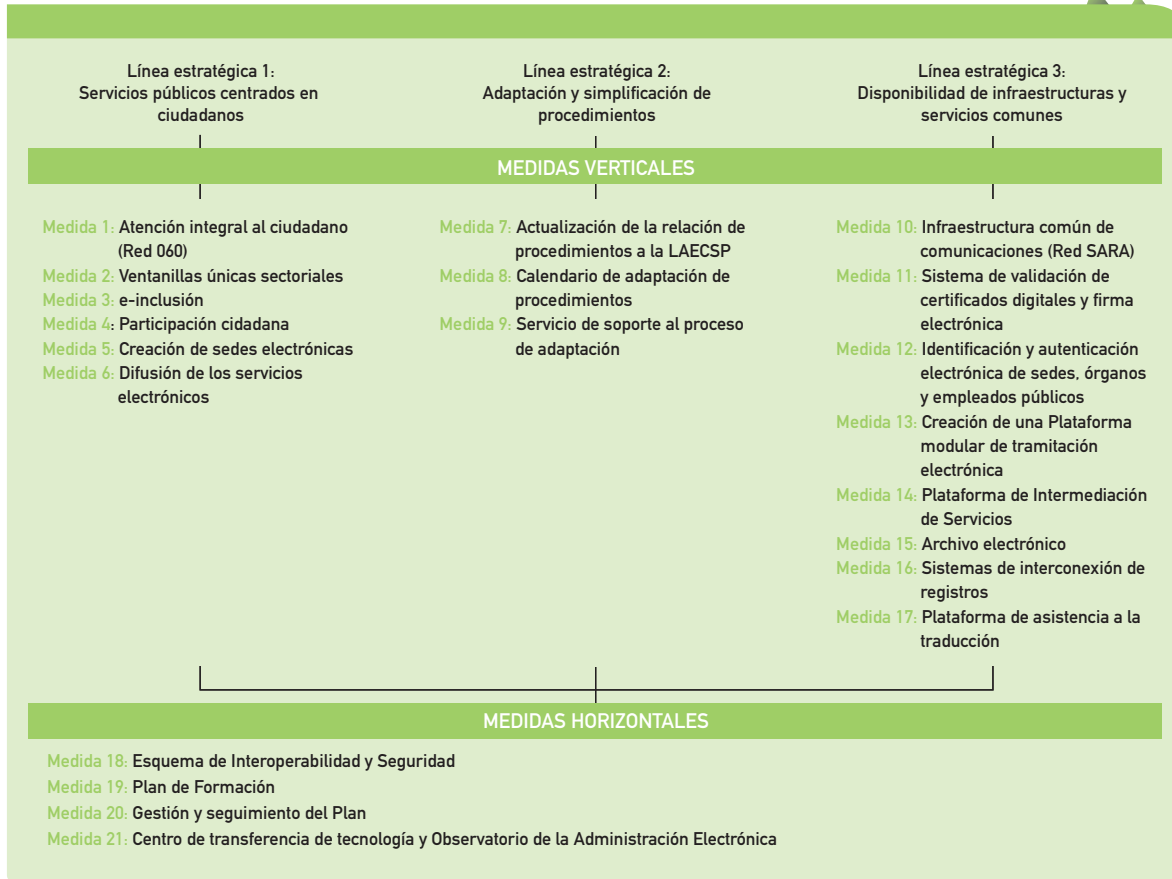 Línea estratégica 1:
Servicios públicos centrados en
ciudadanos
Línea estratégica 2:
Adaptación y simplificación de
procedimientos
Línea estratégica 3:
Disponibilidad de infraestructuras y
servicios comunes
MEDIDAS VERTICALES
Medida 1: Atención integral al ciudadano
(Red 060)
Medida 2: Ventanillas únicas sectoriales
Medida 3: e-inclusión
Medida 4: Participación cidadana
Medida 5: Creación de sedes electrónicas
Medida 6: Difusión de los servicios
electrónicos
Medida 7: Actualización de la relación de
procedimientos a la LAECSP
Medida 8: Calendario de adaptación de
procedimientos
Medida 9: Servicio de soporte al proceso
de adaptación
Medida 10: Infraestructura común de
comunicaciones (Red SARA)
Medida 11: Sistema de validación de
certificados digitales y firma
electrónica
Medida 12: Identificación y autenticación
electrónica de sedes, órganos
y empleados públicos
Medida 13: Creación de una Plataforma
modular de tramitación
electrónica
Medida 14: Plataforma de Intermediación
de Servicios
Medida 15: Archivo electrónico
Medida 16: Sistemas de interconexión de
registros
Medida 17: Plataforma de asistencia a la
traducción
MEDIDAS HORIZONTALES
Medida 18: Esquema de Interoperabilidad y Seguridad
Medida 19: Plan de Formación
Medida 20: Gestión y seguimiento del Plan
Medida 21: Centro de transferencia de tecnología y Observatorio de la Administración Electrónica